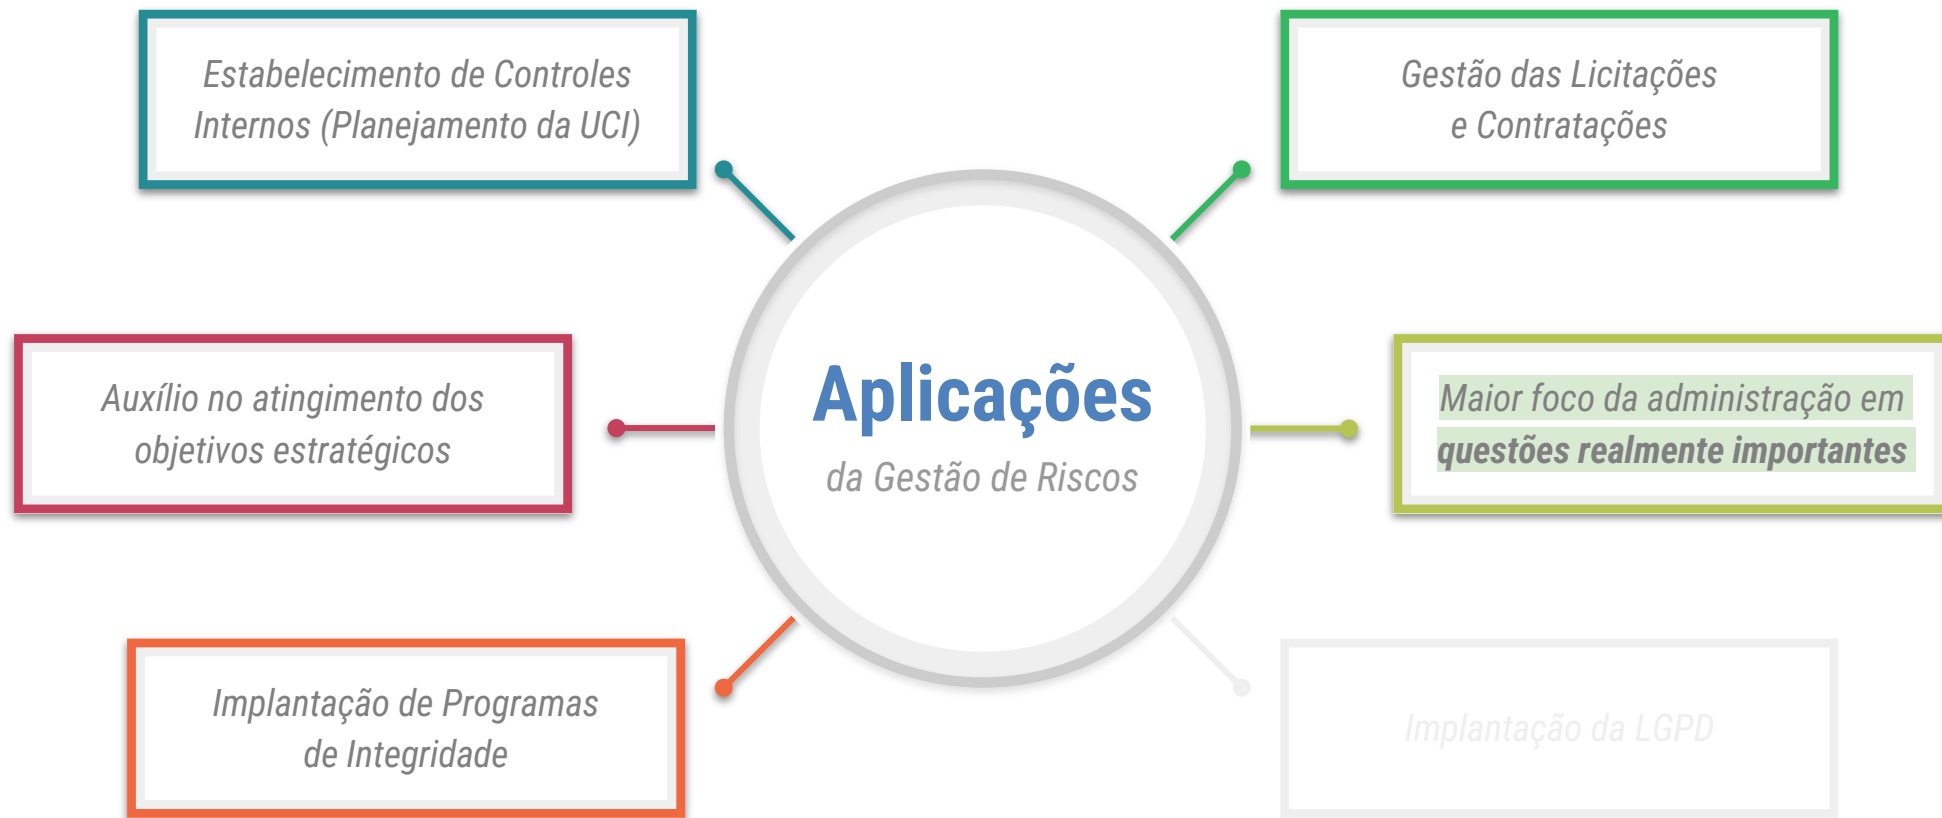 Estabelecimento de Controles
Internos (Planejamento da UCI)
Gestão das Licitações
e Contratações
Auxílio no atingimento dos
objetivos estratégicos
Aplicações
da Gestão de Riscos
Maior foco da administração em
questões realmente importantes
Implantação de Programas
de Integridade
Implantação da LGPD